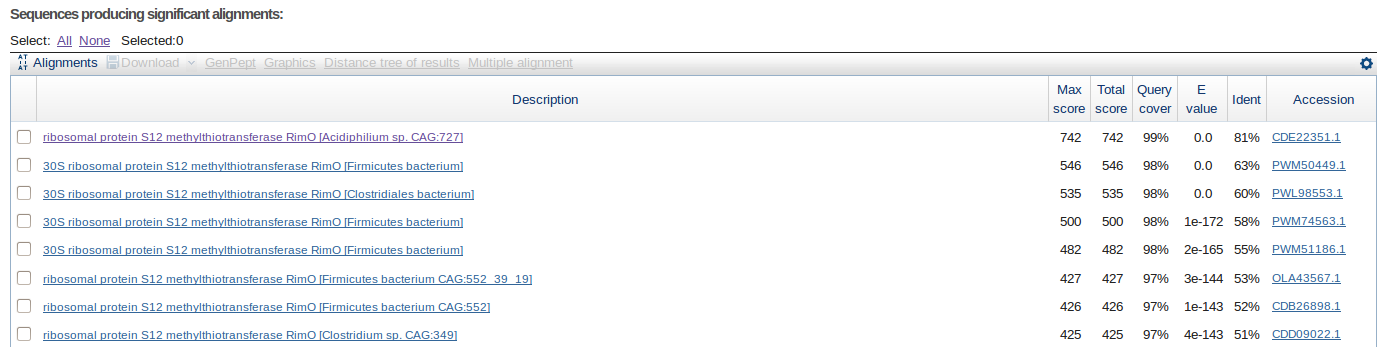 Sequences producing significant alignments:
Select: All None Selected:0
Alignments Download GenPept Graphics Distance tree of results Multiple alignment
Description Max score Total score Query cover E value Ident Accession
ribosomal protein S12 methylthiotransferase RimO [Acidiphilium sp. CAG:727] 742 742 99% 0.0 81% CDE22351.1
30S ribosomal protein S12 methylthiotransferase RimO [Firmicutes bacterium] 546 546 98% 0.0 63% PWM50449.1
30S ribosomal protein S12 methylthiotransferase RimO [Clostridiales bacterium] 535 535 98% 0.0 60% PWL98553.1
30S ribosomal protein S12 methylthiotransferase RimO [Firmicutes bacterium] 500 500 98% 1e-172 58% PWM74563.1
30S ribosomal protein S12 methylthiotransferase RimO [Firmicutes bacterium] 482 482 98% 2e-165 55% PWM51186.1
ribosomal protein S12 methylthiotransferase RimO [Firmicutes bacterium CAG:552_39_19] 427 427 97% 3e-144 53% OLA43567.1
ribosomal protein S12 methylthiotransferase RimO [Firmicutes bacterium CAG:552] 426 426 97% 1e-143 52% CDB26898.1
ribosomal protein S12 methylthiotransferase RimO [Clostridium sp. CAG:349] 425 425 97% 4e-143 51% CDD09022.1